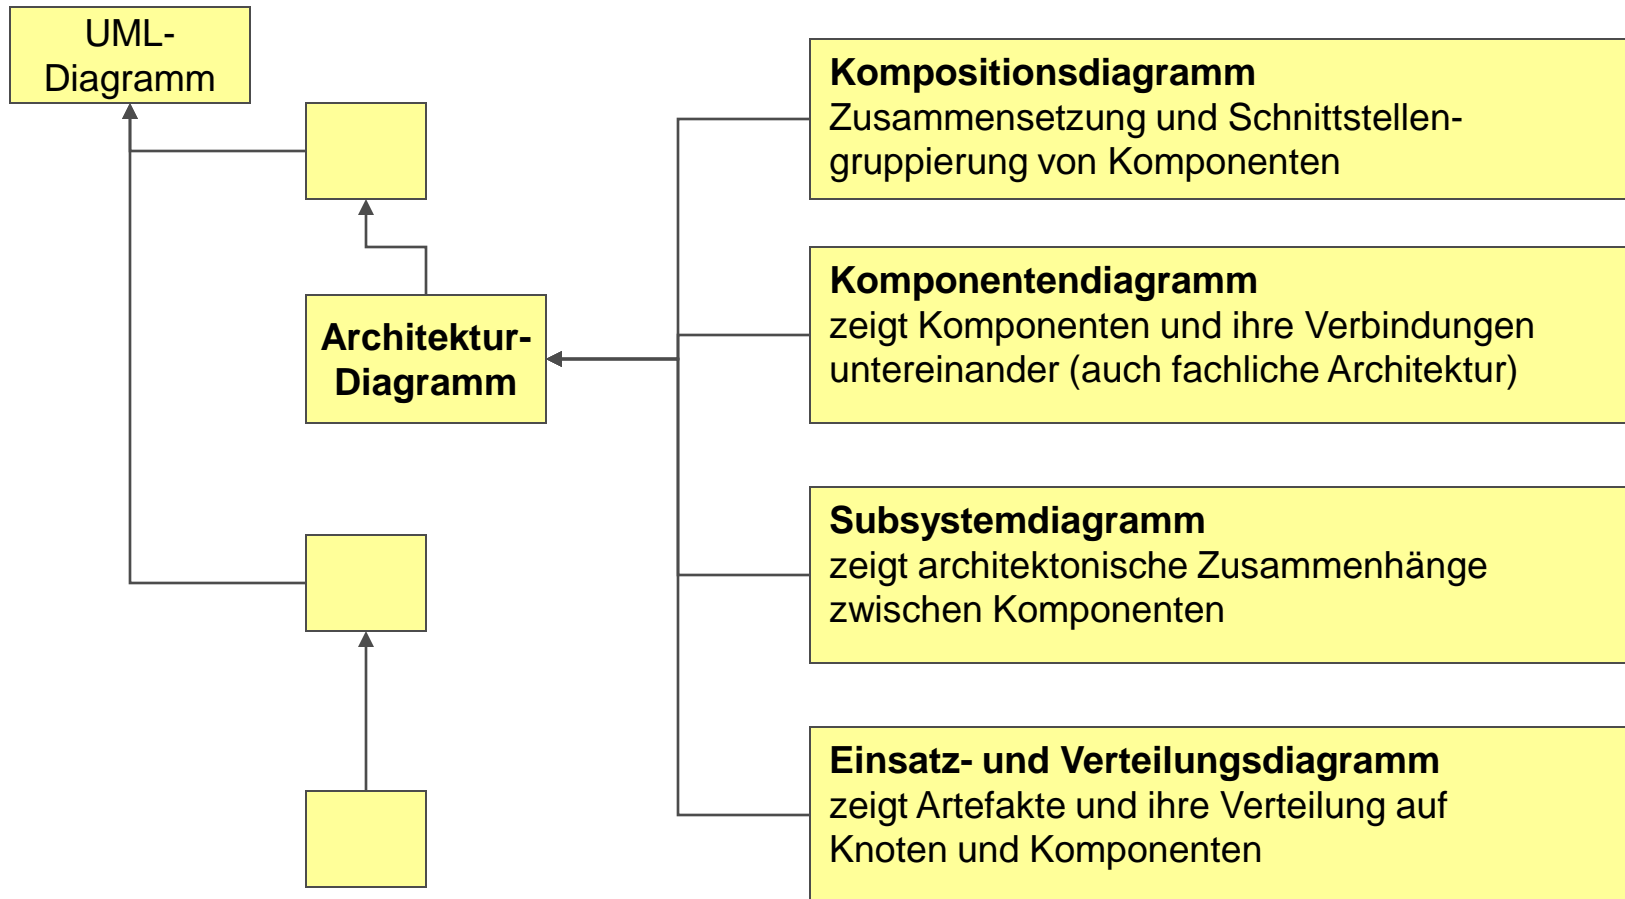 UML-
Diagramm
Architektur-
Diagramm
Kompositionsdiagramm
Zusammensetzung und Schnittstellen-
gruppierung von Komponenten
Komponentendiagramm
zeigt Komponenten und ihre Verbindungen
untereinander (auch fachliche Architektur)
Subsystemdiagramm
zeigt architektonische Zusammenhänge
zwischen Komponenten
Einsatz- und Verteilungsdiagramm
zeigt Artefakte und ihre Verteilung auf
Knoten und Komponenten